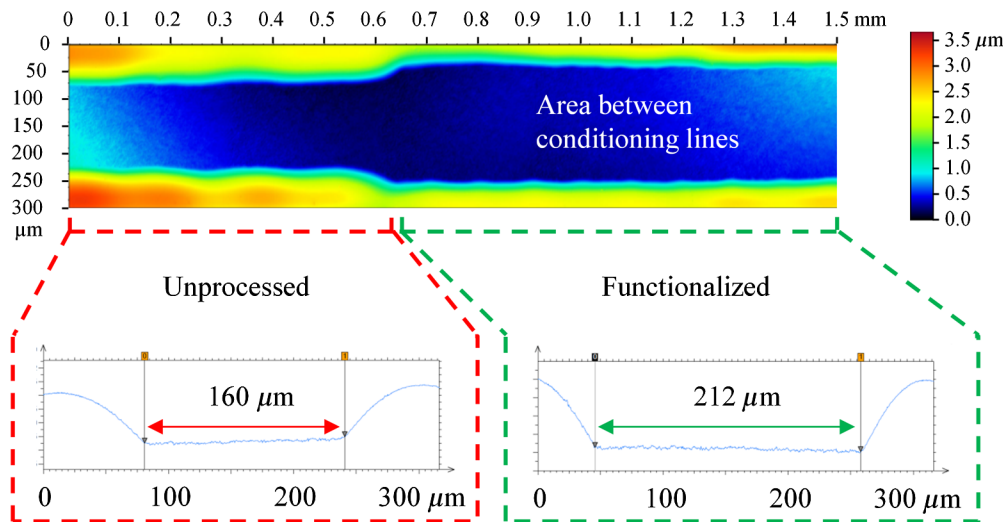 0 0.1 0.2 0.3 0.4 0.5 0.6 0.7 0.8 0.9 1.0 1.1 1.2 1.3 1.4 1.5 mm
0
50
100
150
200
250
300
μm
Area between
conditioning lines
μm
3.5
3.0
2.5
2.0
1.5
1.0
0.5
0.0
Unprocessed
Functionalized
0 1
160 μm
0 100 200 300 μm
0 1
212 μm
0 100 200 300 μm